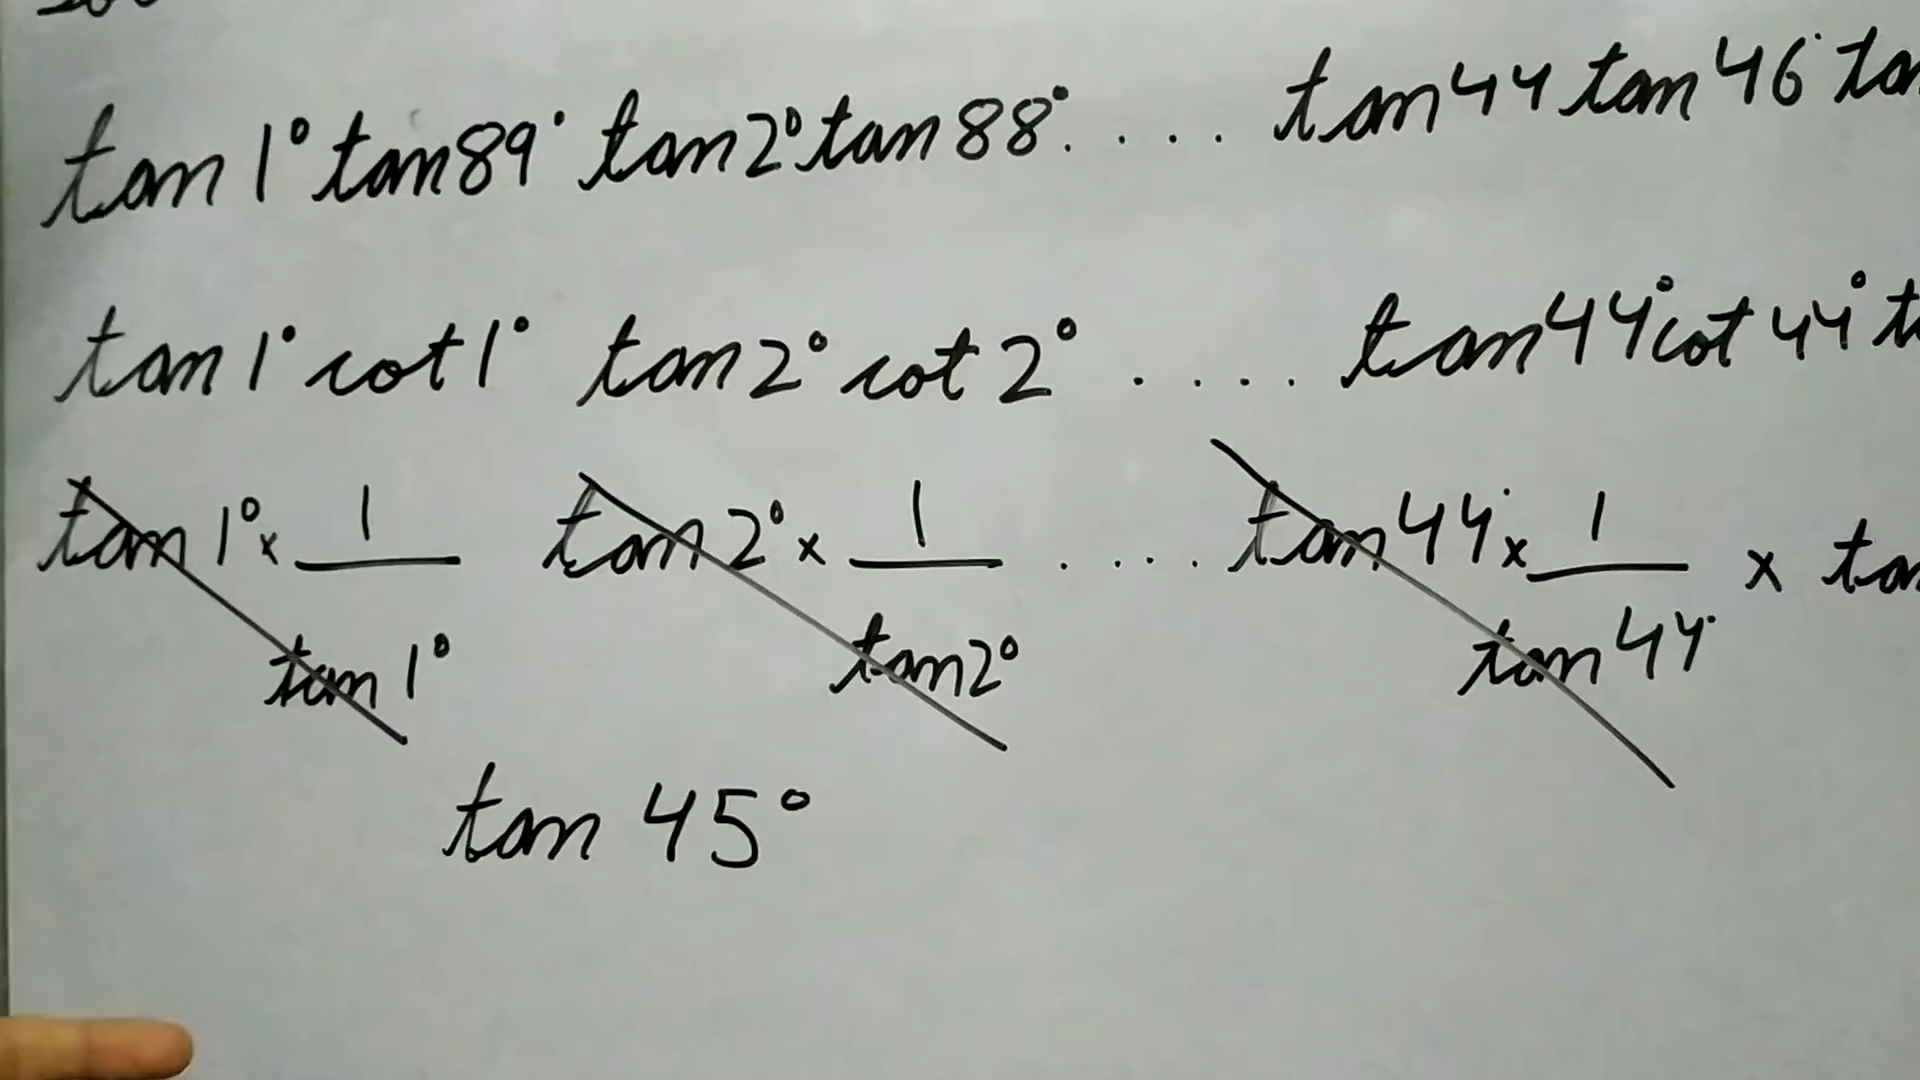 tan 1° tan 89° tan 2° tan 88° .... tan 44 tan 46° tan
tan 1° cot 1° tan 2° cot 2° .... tan 44° cot 44°
tan 1° × 1/tan 1° tan 2° × 1/tan 2° .... tan 44° × 1/tan 44° × tan
tan 45°